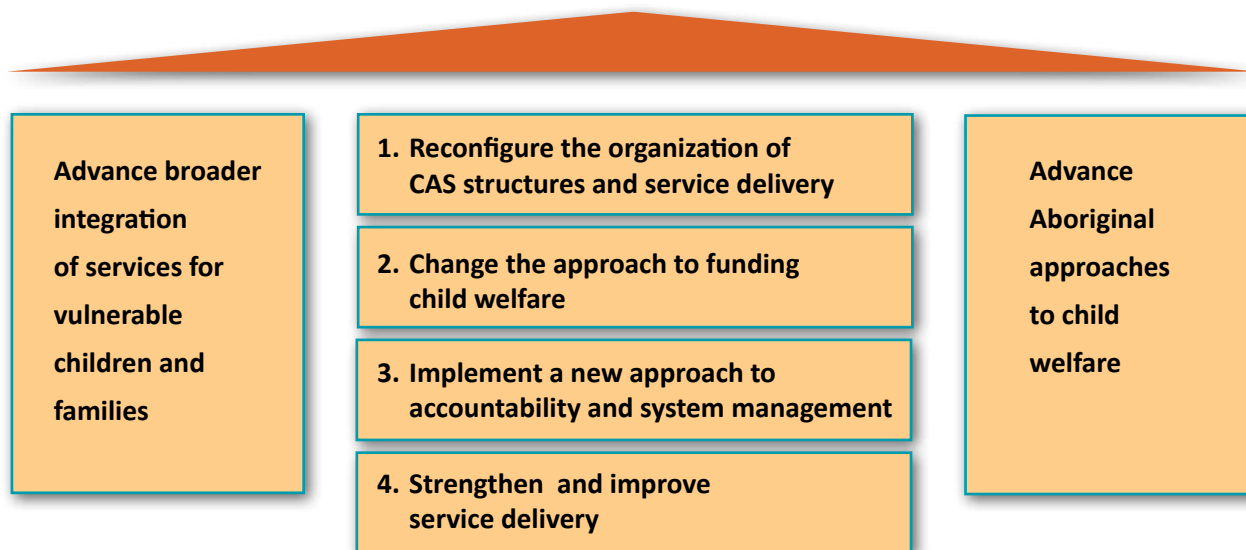 Advance broader
integration
of services for
vulnerable
children and
families
1. Reconfigure the organization of
CAS structures and service delivery
2. Change the approach to funding
child welfare
3. Implement a new approach to
accountability and system management
4. Strengthen  and improve
service delivery
Advance
Aboriginal
approaches
to child
welfare